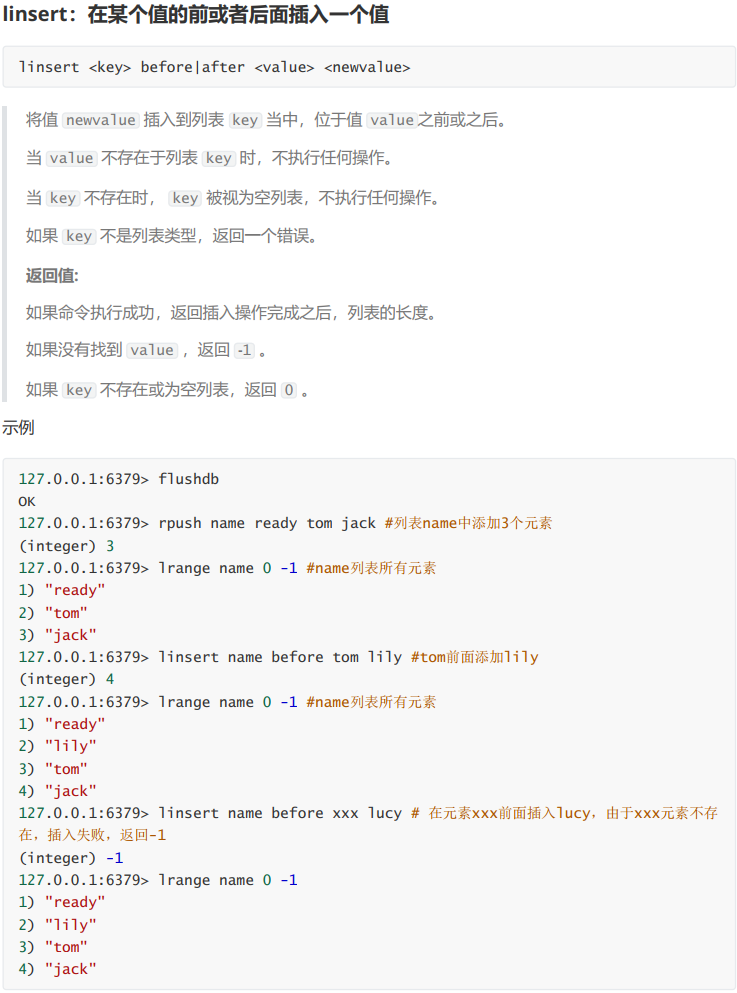 linsert：在某个值的前或者后面插入一个值
linsert <key> before|after <value> <newvalue>
将值 newvalue 插入到列表 key 当中，位于值 value之前或之后。
当 value 不存在于列表 key 时，不执行任何操作。
当 key 不存在时， key 被视为空列表，不执行任何操作。
如果 key 不是列表类型，返回一个错误。
返回值:
如果命令执行成功，返回插入操作完成之后，列表的长度。
如果没有找到 value ，返回 -1 。
如果 key 不存在或为空列表，返回 0 。
示例
127.0.0.1:6379> flushdb
OK
127.0.0.1:6379> rpush name ready tom jack #列表name中添加3个元素
(integer) 3
127.0.0.1:6379> lrange name 0 -1 #name列表所有元素
1) "ready"
2) "tom"
3) "jack"
127.0.0.1:6379> linsert name before tom lily #tom前面添加lily
(integer) 4
127.0.0.1:6379> lrange name 0 -1 #name列表所有元素
1) "ready"
2) "lily"
3) "tom"
4) "jack"
127.0.0.1:6379> linsert name before xxx lucy # 在元素xxx前面插入lucy，由于xxx元素不存
在，插入失败，返回-1
(integer) -1
127.0.0.1:6379> lrange name 0 -1
1) "ready"
2) "lily"
3) "tom"
4) "jack"